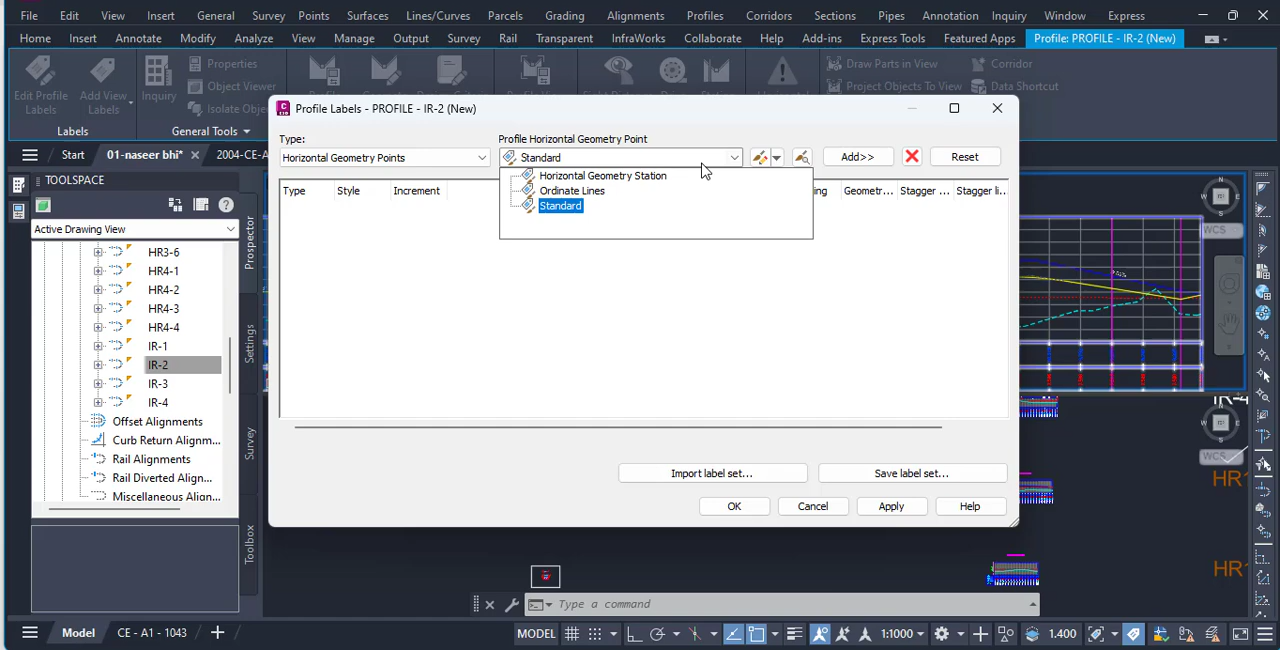 File Edit View Insert General Survey Points Surfaces Lines/Curves Parcels Grading Alignments Profiles Corridors Sections Pipes Annotation Inquiry Window Express
Home Insert Annotate Modify Analyze View Manage Output Survey Rail Transparent InfraWorks Collaborate Help Add-ins Express Tools Featured Apps Profile: PROFILE - IR-2 (New)
Properties Draw Parts in View Corridor
Edit Profile Labels Add View Labels Inquiry Object Viewer Project Objects To View Data Shortcut
Isolate Obje
Labels General Tools
Start 01-naseer bhi* 2004-CE-A
TOOLSPACE
Active Drawing View
Prospector
Settings
Survey
Toolbox
HR3-6
HR4-1
HR4-2
HR4-3
HR4-4
IR-1
IR-2
IR-3
IR-4
Offset Alignments
Curb Return Alignm...
Rail Alignments
Rail Diverted Align...
Miscellaneous Align...
Profile Labels - PROFILE - IR-2 (New)
Type: Profile Horizontal Geometry Point
Horizontal Geometry Points Standard Add>> Reset
Horizontal Geometry Station
Ordinate Lines
Standard
Type Style Increment ing Geometr... Stagger ... Stagger li..
Import label set... Save label set...
OK Cancel Apply Help
N
W E
S
WCS
N
W E
S
WCS
HR
HR
Type a command
Model CE - A1 - 1043 MODEL 1:1000 1.400